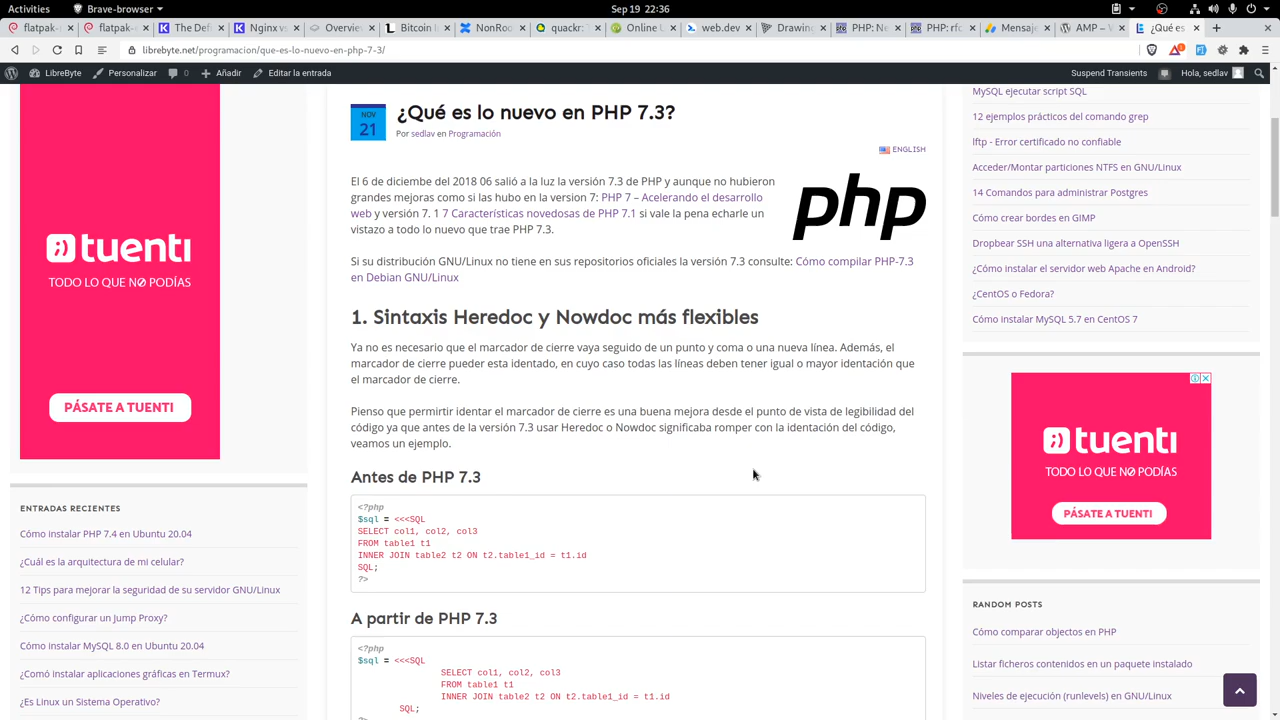 Activities
Brave-browser
Sep 19 22:36
flatpak-
flatpak-
Nginx vs
Overview
Bitcoin I
NonRoo
quackr:
Online U
web.dev
Drawing
PHP: rfc
PHP: rfc
Mensaj
AMP –
¿Qué es
librebyte.net/programacion/que-es-lo-nuevo-en-php-7-3/
LibreByte
Personalizar
0
Añadir
Editar la entrada
Suspend Transients
Hola, sedlav
tuenti
TODO LO QUE NO PODÍAS
PÁSATE A TUENTI
ENTRADAS RECIENTES
Cómo instalar PHP 7.4 en Ubuntu 20.04
¿Cuál es la arquitectura de mi celular?
12 Tips para mejorar la seguridad de su servidor GNU/Linux
¿Cómo configurar un Jump Proxy?
Cómo instalar MySQL 8.0 en Ubuntu 20.04
¿Comó instalar aplicaciones gráficas en Termux?
¿Es Linux un Sistema Operativo?
NOV
21
¿Qué es lo nuevo en PHP 7.3?
Por sedlav en Programación
ENGLISH
php
El 6 de diciembre del 2018 06 salió a la luz la versión 7.3 de PHP y aunque no hubieron
grandes mejoras como si las hubo en la version 7: PHP 7 – Acelerando el desarrollo
web y versión 7. 1 7 Características novedosas de PHP 7.1 si vale la pena echarle un
vistazo a todo lo nuevo que trae PHP 7.3.
Si su distribución GNU/Linux no tiene en sus repositorios oficiales la versión 7.3 consulte: Cómo compilar PHP-7.3
en Debian GNU/Linux
1. Sintaxis Heredoc y Nowdoc más flexibles
Ya no es necesario que el marcador de cierre vaya seguido de un punto y coma o una nueva línea. Además, el
marcador de cierre pueder esta identado, en cuyo caso todas las líneas deben tener igual o mayor identación que
el marcador de cierre.
Pienso que permirtir identar el marcador de cierre es una buena mejora desde el punto de vista de legibilidad del
código ya que antes de la versión 7.3 usar Heredoc o Nowdoc significaba romper con la identación del código,
veamos un ejemplo.
Antes de PHP 7.3
<?php
$sql = <<<SQL
SELECT col1, col2, col3
FROM table1 t1
INNER JOIN table2 t2 ON t2.table1_id = t1.id
SQL;
?>
A partir de PHP 7.3
<?php
$sql = <<<SQL
SELECT col1, col2, col3
FROM table1 t1
INNER JOIN table2 t2 ON t2.table1_id = t1.id
SQL;
MySQL ejecutar script SQL
12 ejemplos prácticos del comando grep
lftp - Error certificado no confiable
Acceder/Montar particiones NTFS en GNU/Linux
14 Comandos para administrar Postgres
Cómo crear bordes en GIMP
Dropbear SSH una alternativa ligera a OpenSSH
¿Cómo instalar el servidor web Apache en Android?
¿CentOS o Fedora?
Cómo instalar MySQL 5.7 en CentOS 7
tuenti
TODO LO QUE NO PODÍAS
PÁSATE A TUENTI
RANDOM POSTS
Cómo comparar objectos en PHP
Listar ficheros contenidos en un paquete instalado
Niveles de ejecución (runlevels) en GNU/Linux